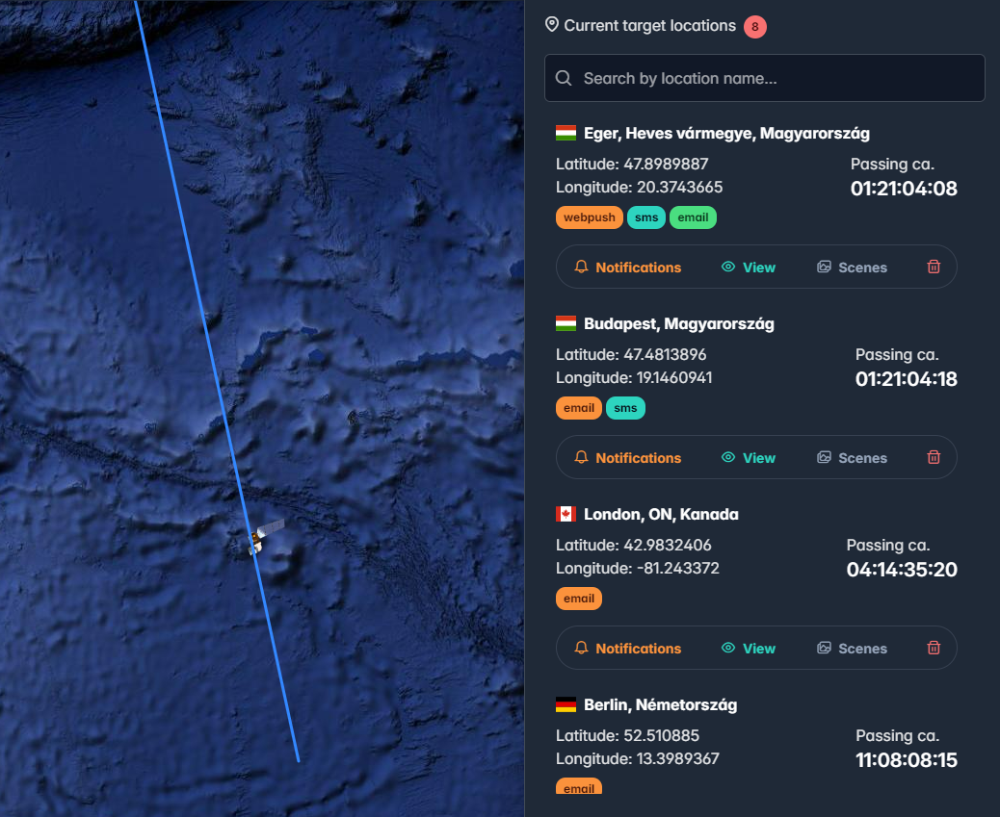 Current target locations 8
Search by location name...
Eger, Heves vármegye, Magyarország
Latitude: 47.8989887
Longitude: 20.3743665
Passing ca.
01:21:04:08
webpush sms email
Notifications View Scenes
Budapest, Magyarország
Latitude: 47.4813896
Longitude: 19.1460941
Passing ca.
01:21:04:18
email sms
Notifications View Scenes
London, ON, Kanada
Latitude: 42.9832406
Longitude: -81.243372
Passing ca.
04:14:35:20
email
Notifications View Scenes
Berlin, Németország
Latitude: 52.510885
Longitude: 13.3989367
Passing ca.
11:08:08:15
email